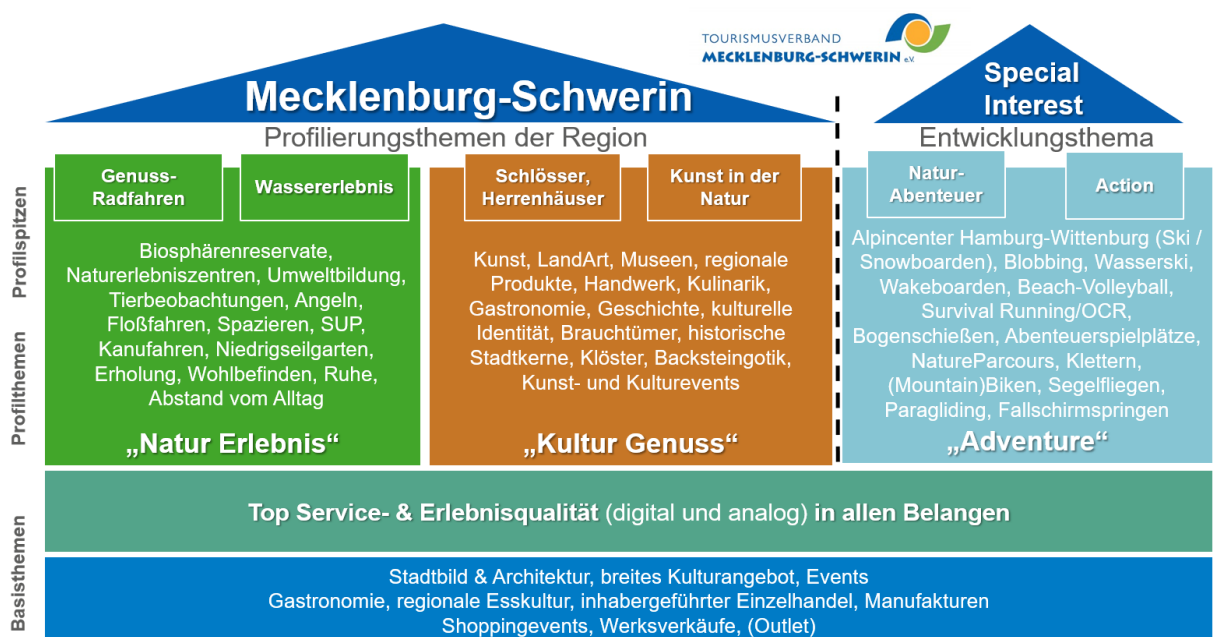 TOURISMUSVERBAND
MECKLENBURG-SCHWERIN e.V.
Mecklenburg-Schwerin
Special
Interest
Profilierungsthemen der Region
Entwicklungsthema
Profilspitzen
Genuss-
Radfahren
Wassererlebnis
Schlösser,
Herrenhäuser
Kunst in der
Natur
Natur-
Abenteuer
Action
Profilthemen
Biosphärenreservate,
Naturerlebniszentren, Umweltbildung,
Tierbeobachtungen, Angeln,
Floßfahren, Spazieren, SUP,
Kanufahren, Niedrigseilgarten,
Erholung, Wohlbefinden, Ruhe,
Abstand vom Alltag
„Natur Erlebnis“
Kunst, LandArt, Museen, regionale
Produkte, Handwerk, Kulinarik,
Gastronomie, Geschichte, kulturelle
Identität, Brauchtümer, historische
Stadtkerne, Klöster, Backsteingotik,
Kunst- und Kulturevents
„Kultur Genuss“
Alpincenter Hamburg-Wittenburg (Ski /
Snowboarden), Blobbing, Wasserski,
Wakeboarden, Beach-Volleyball,
Survival Running/OCR,
Bogenschießen, Abenteuerspielplätze,
NatureParcours, Klettern,
(Mountain)Biken, Segelfliegen,
Paragliding, Fallschirmspringen
„Adventure“
Basisthemen
Top Service- & Erlebnisqualität (digital und analog) in allen Belangen
Stadtbild & Architektur, breites Kulturangebot, Events
Gastronomie, regionale Esskultur, inhabergeführter Einzelhandel, Manufakturen
Shoppingevents, Werksverkäufe, (Outlet)